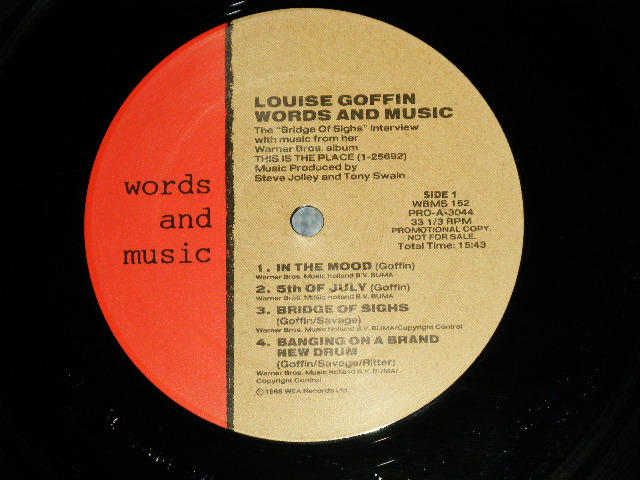 words
and
music
LOUISE GOFFIN
WORDS AND MUSIC
The "Bridge Of Sighs" Interview
with music from her
Warner Bros. album
THIS IS THE PLACE (1-25692)
Music Produced by
Steve Jolley and Tony Swain
SIDE 1
WBMS 152
PRO-A-3044
33 1/3 RPM
PROMOTIONAL COPY.
NOT FOR SALE.
Total Time: 15:43
1. IN THE MOOD (Goffin)
Warner Bros. Music Holland B.V. BUMA
2. 5th OF JULY (Goffin)
Warner Bros. Music Holland B.V. BUMA
3. BRIDGE OF SIGHS
(Goffin/Savage)
Warner Bros. Music Holland B.V. BUMA/Copyright Control
4. BANGING ON A BRAND
NEW DRUM
(Goffin/Savage/Ritter)
Warner Bros. Music Holland B.V. BUMA/
Copyright Control
℗1988 WEA Records Ltd.